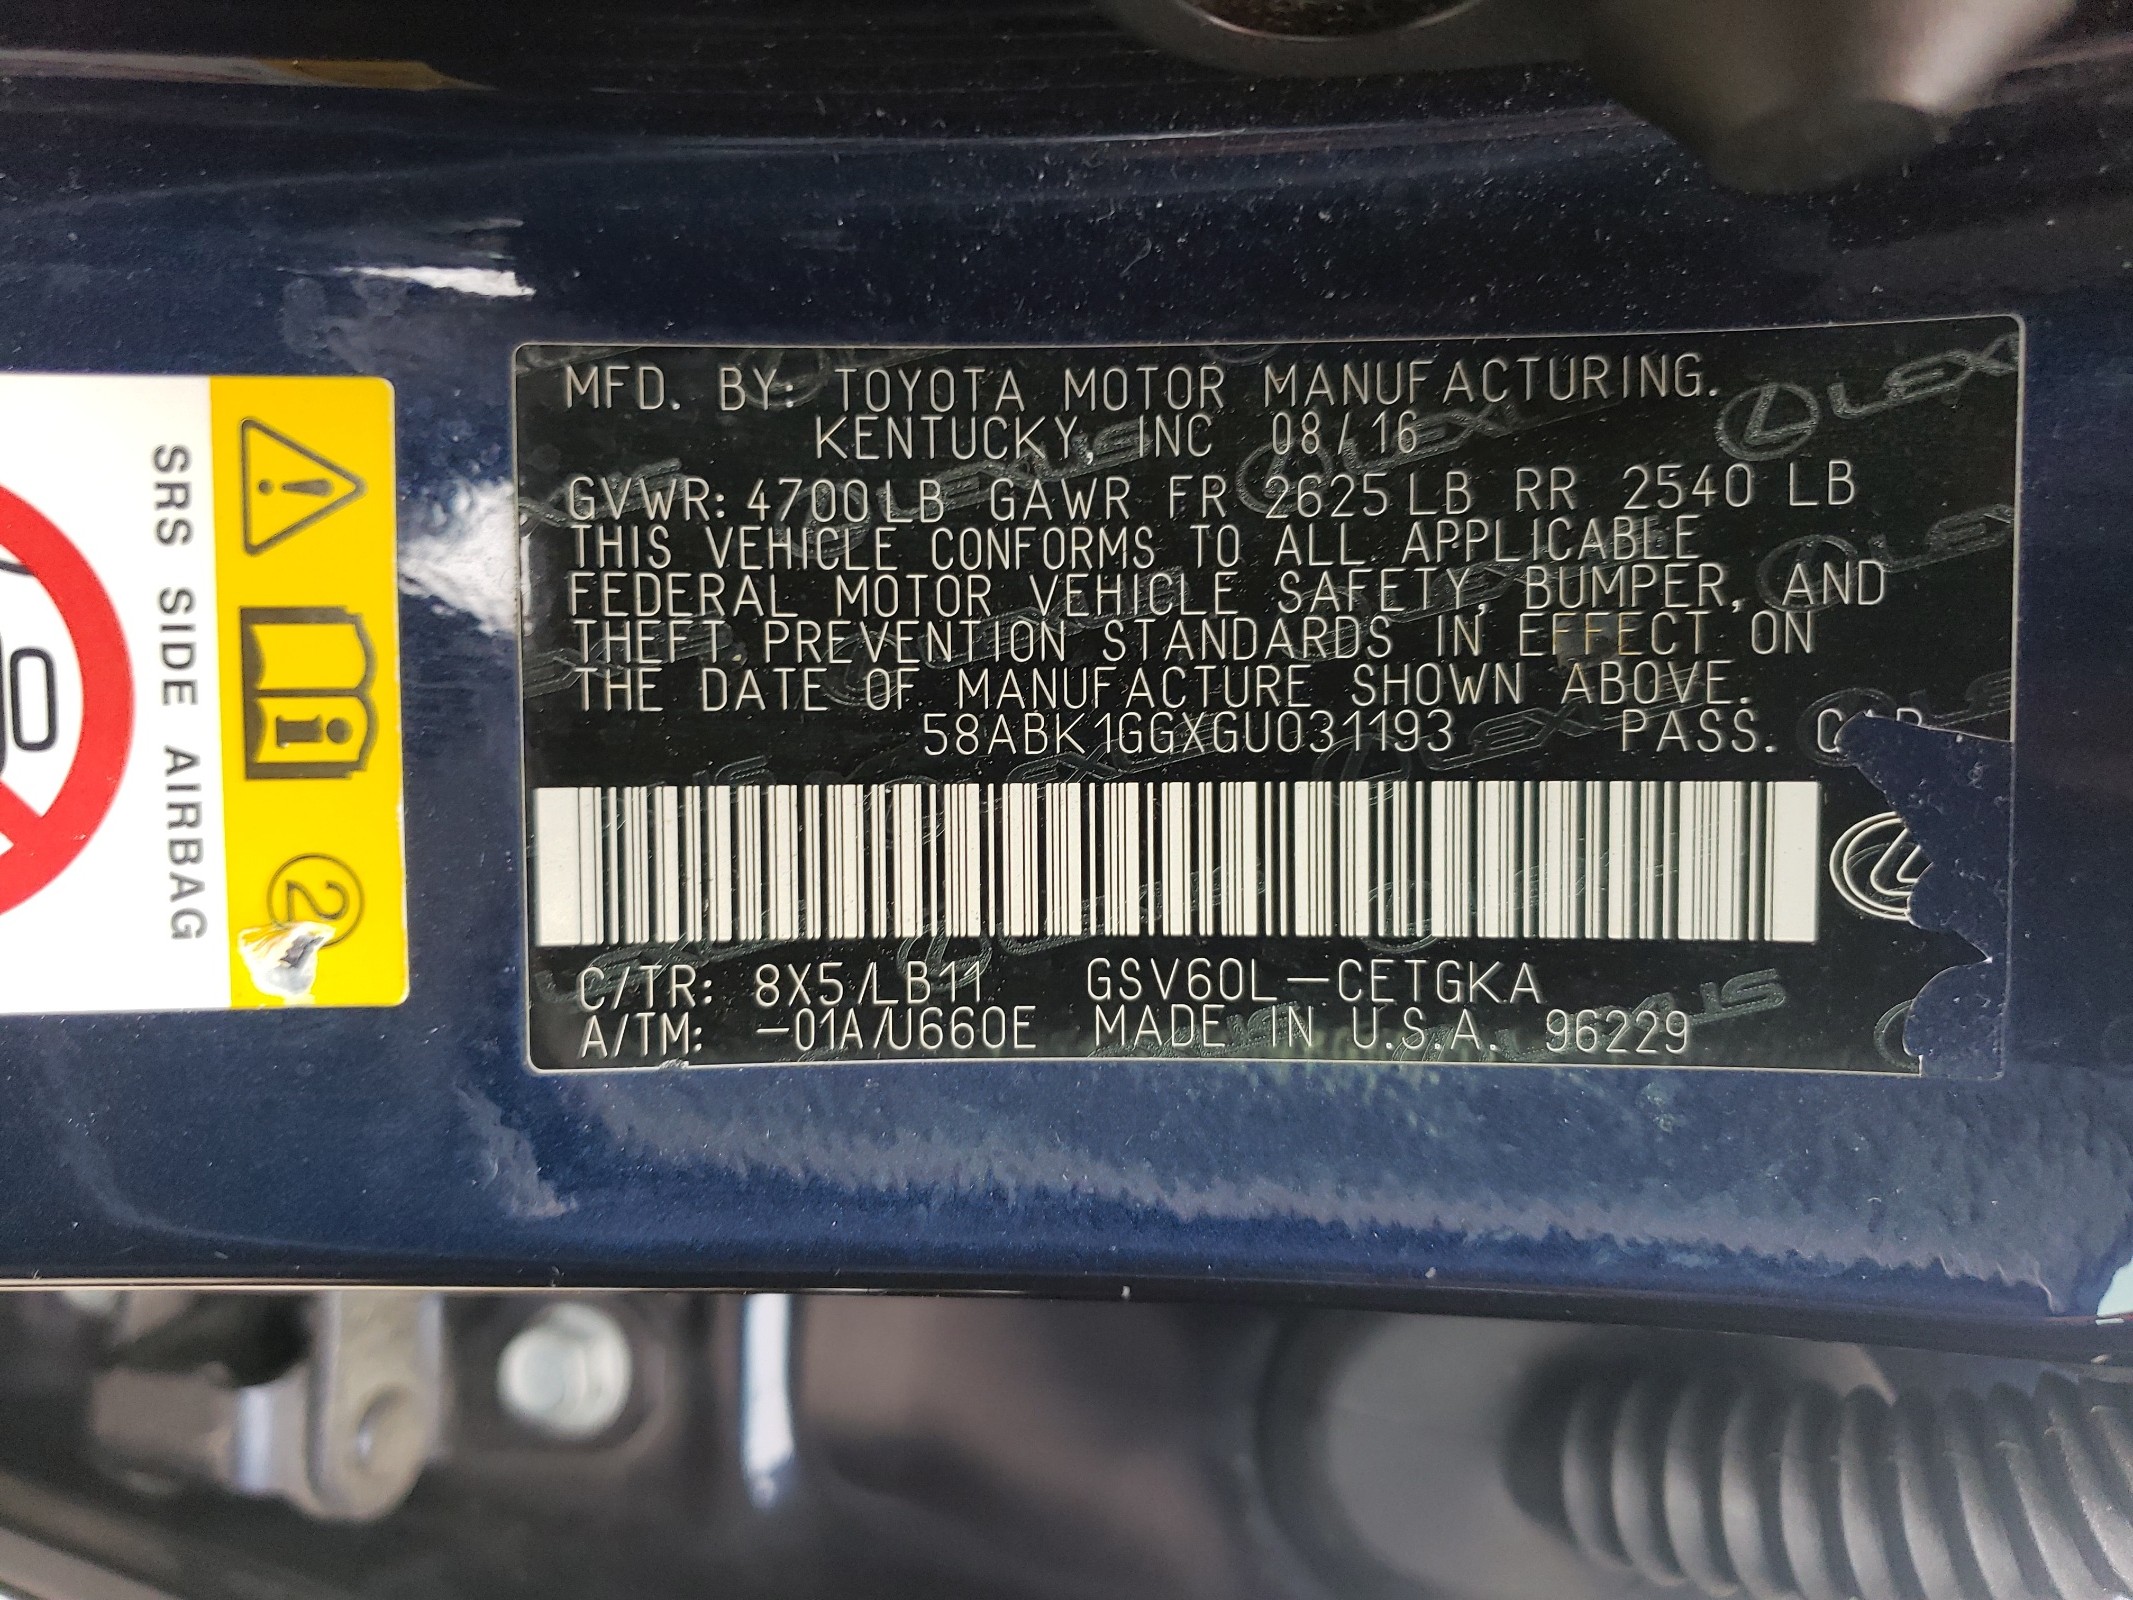 MFD. BY: TOYOTA MOTOR MANUFACTURING.
KENTUCKY, INC 08/16
GVWR: 4700LB GAWR FR 2625LB RR 2540 LB
THIS VEHICLE CONFORMS TO ALL APPLICABLE
FEDERAL MOTOR VEHICLE SAFETY, BUMPER, AND
THEFT PREVENTION STANDARDS IN EFFECT ON
THE DATE OF MANUFACTURE SHOWN ABOVE.
58ABK1GGXGU031193 PASS.
C/TR: 8X5/LB11 GSV60L-CETGKA
A/TM: -01A/U660E MADE IN U.S.A. 96229
SRS SIDE AIRBAG
2
LEXUS